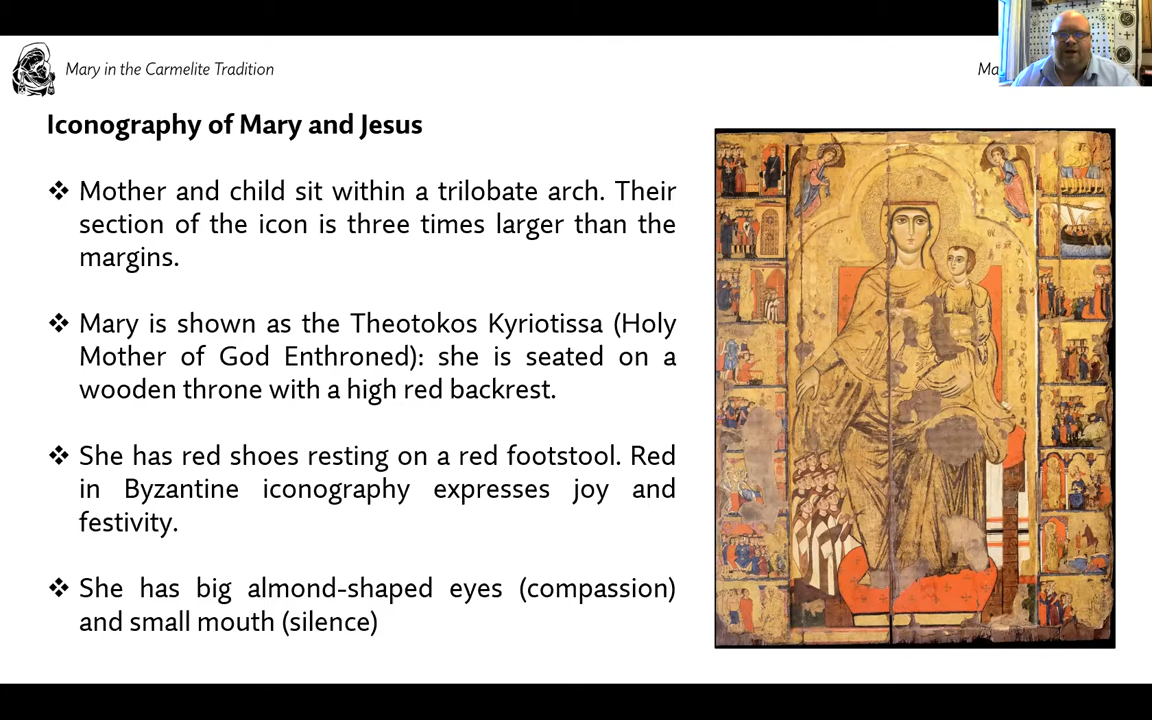 Mary in the Carmelite Tradition
Iconography of Mary and Jesus
❖ Mother and child sit within a trilobate arch. Their
section of the icon is three times larger than the
margins.
❖ Mary is shown as the Theotokos Kyriotissa (Holy
Mother of God Enthroned): she is seated on a
wooden throne with a high red backrest.
❖ She has red shoes resting on a red footstool. Red
in Byzantine iconography expresses joy and
festivity.
❖ She has big almond-shaped eyes (compassion)
and small mouth (silence)